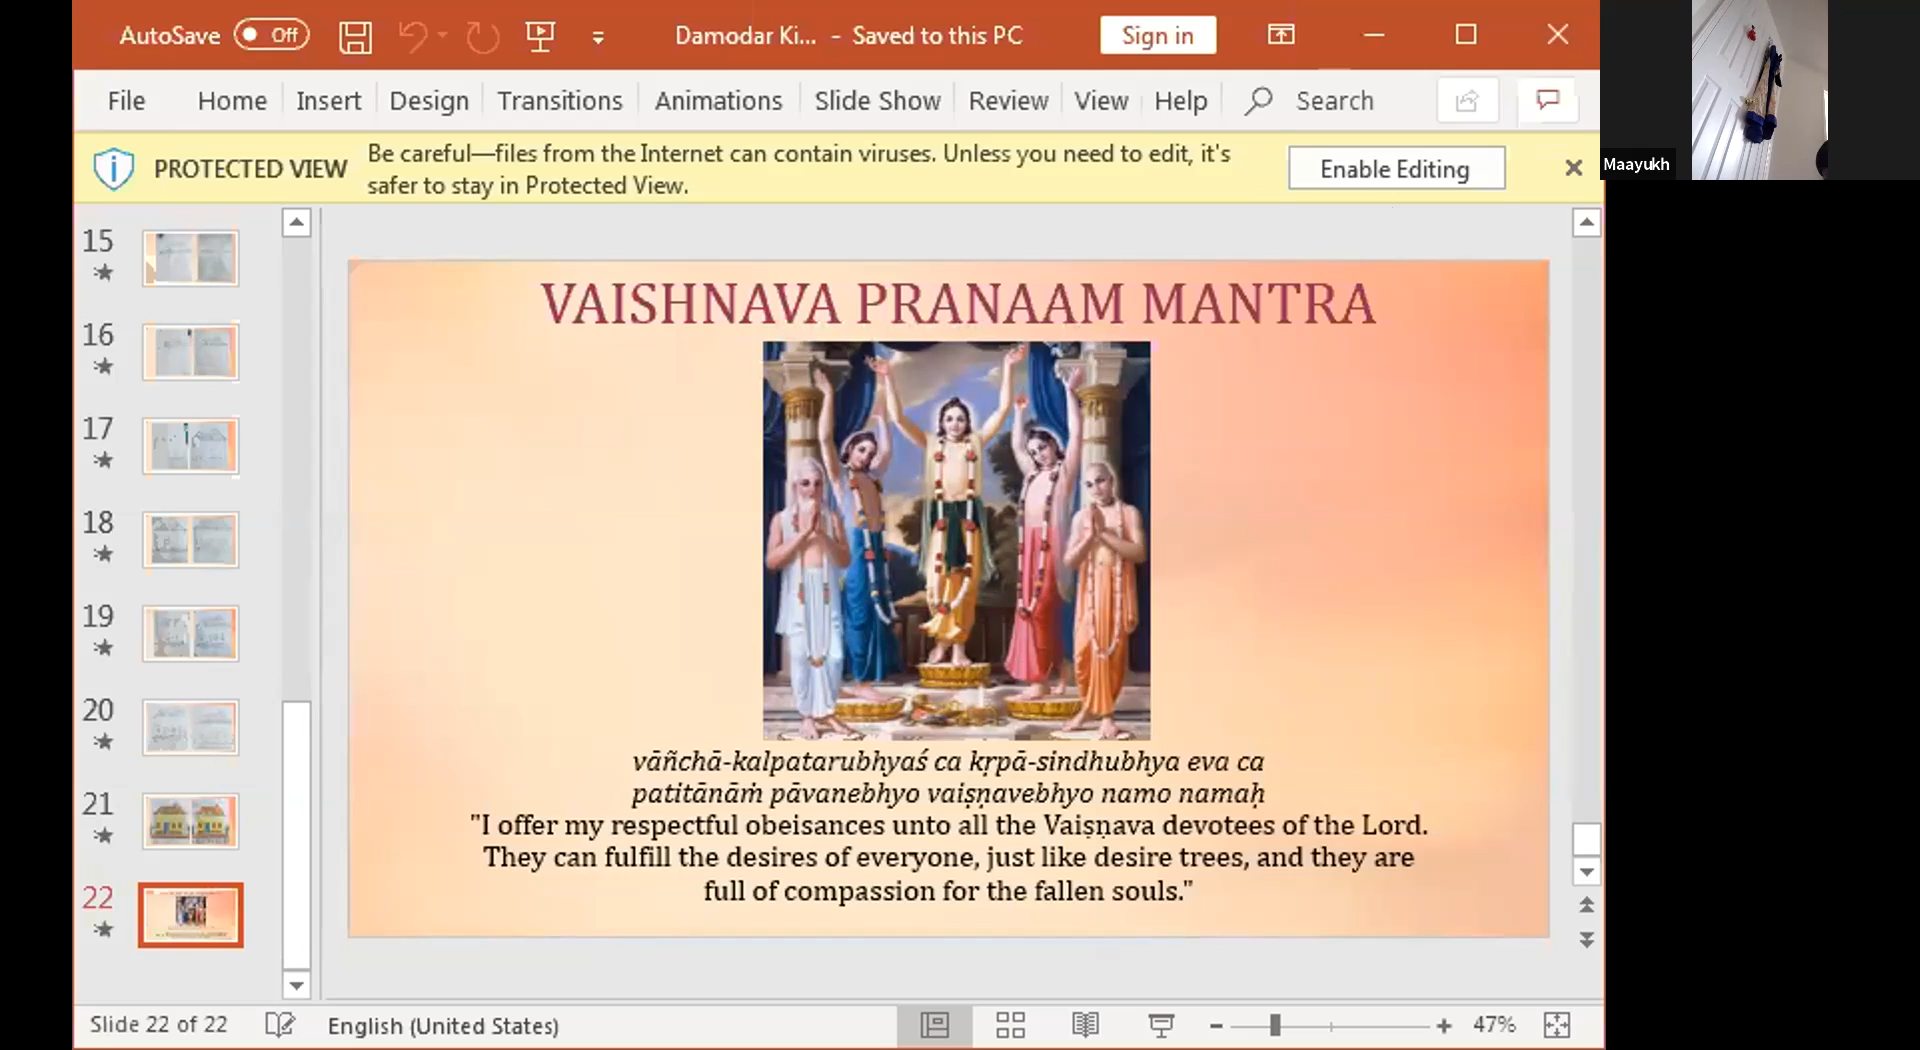 AutoSave Off Damodar Ki... - Saved to this PC Sign in
File Home Insert Design Transitions Animations Slide Show Review View Help Search
PROTECTED VIEW Be careful—files from the Internet can contain viruses. Unless you need to edit, it's
safer to stay in Protected View.
Enable Editing
Maayukh
15
16
17
18
19
20
21
22
VAISHNAVA PRANAAM MANTRA
vāñchā-kalpatarubhyaś ca kṛpā-sindhubhya eva ca
patitānāṁ pāvanebhyo vaiṣṇavebhyo namo namaḥ
"I offer my respectful obeisances unto all the Vaiṣṇava devotees of the Lord.
They can fulfill the desires of everyone, just like desire trees, and they are
full of compassion for the fallen souls."
Slide 22 of 22 English (United States) 47%